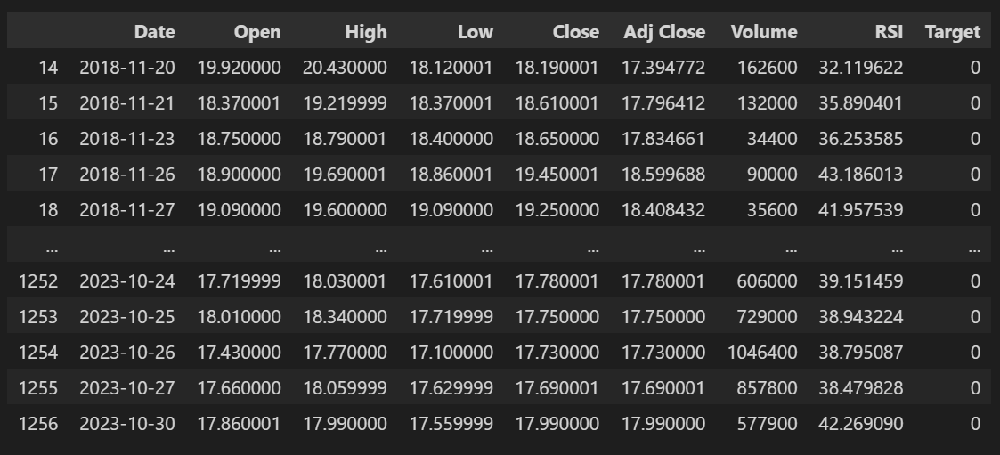 Date Open High Low Close Adj Close Volume RSI Target
14 2018-11-20 19.920000 20.430000 18.120001 18.190001 17.394772 162600 32.119622 0
15 2018-11-21 18.370001 19.219999 18.370001 18.610001 17.796412 132000 35.890401 0
16 2018-11-23 18.750000 18.790001 18.400000 18.650000 17.834661 34400 36.253585 0
17 2018-11-26 18.900000 19.690001 18.860001 19.450001 18.599688 90000 43.186013 0
18 2018-11-27 19.090000 19.600000 19.090000 19.250000 18.408432 35600 41.957539 0
... ... ... ... ... ... ... ... ... ...
1252 2023-10-24 17.719999 18.030001 17.610001 17.780001 17.780001 606000 39.151459 0
1253 2023-10-25 18.010000 18.340000 17.719999 17.750000 17.750000 729000 38.943224 0
1254 2023-10-26 17.430000 17.770000 17.100000 17.730000 17.730000 1046400 38.795087 0
1255 2023-10-27 17.660000 18.059999 17.629999 17.690001 17.690001 857800 38.479828 0
1256 2023-10-30 17.860001 17.990000 17.559999 17.990000 17.990000 577900 42.269090 0